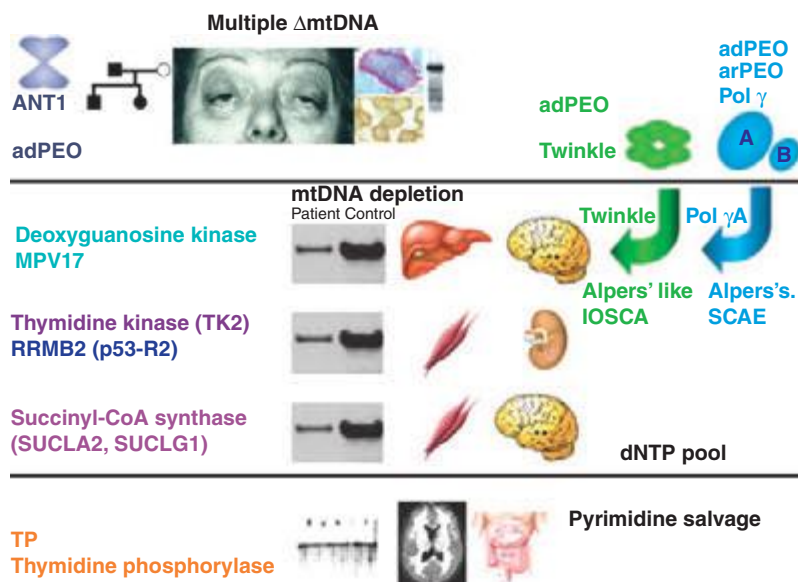 Multiple ΔmtDNA
ANT1
adPEO
adPEO
Twinkle
adPEO
arPEO
Pol γ
A
B
mtDNA depletion
Patient Control
Deoxyguanosine kinase
MPV17
Twinkle
Pol γA
Alpers' like
IOSCA
Alpers's.
SCAE
Thymidine kinase (TK2)
RRMB2 (p53-R2)
Succinyl-CoA synthase
(SUCLA2, SUCLG1)
dNTP pool
Pyrimidine salvage
TP
Thymidine phosphorylase